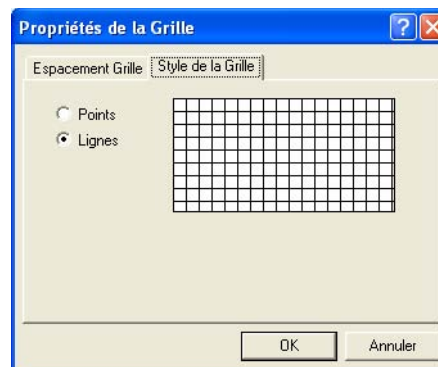 Propriétés de la Grille
Espacement Grille Style de la Grille
Points
Lignes
OK Annuler